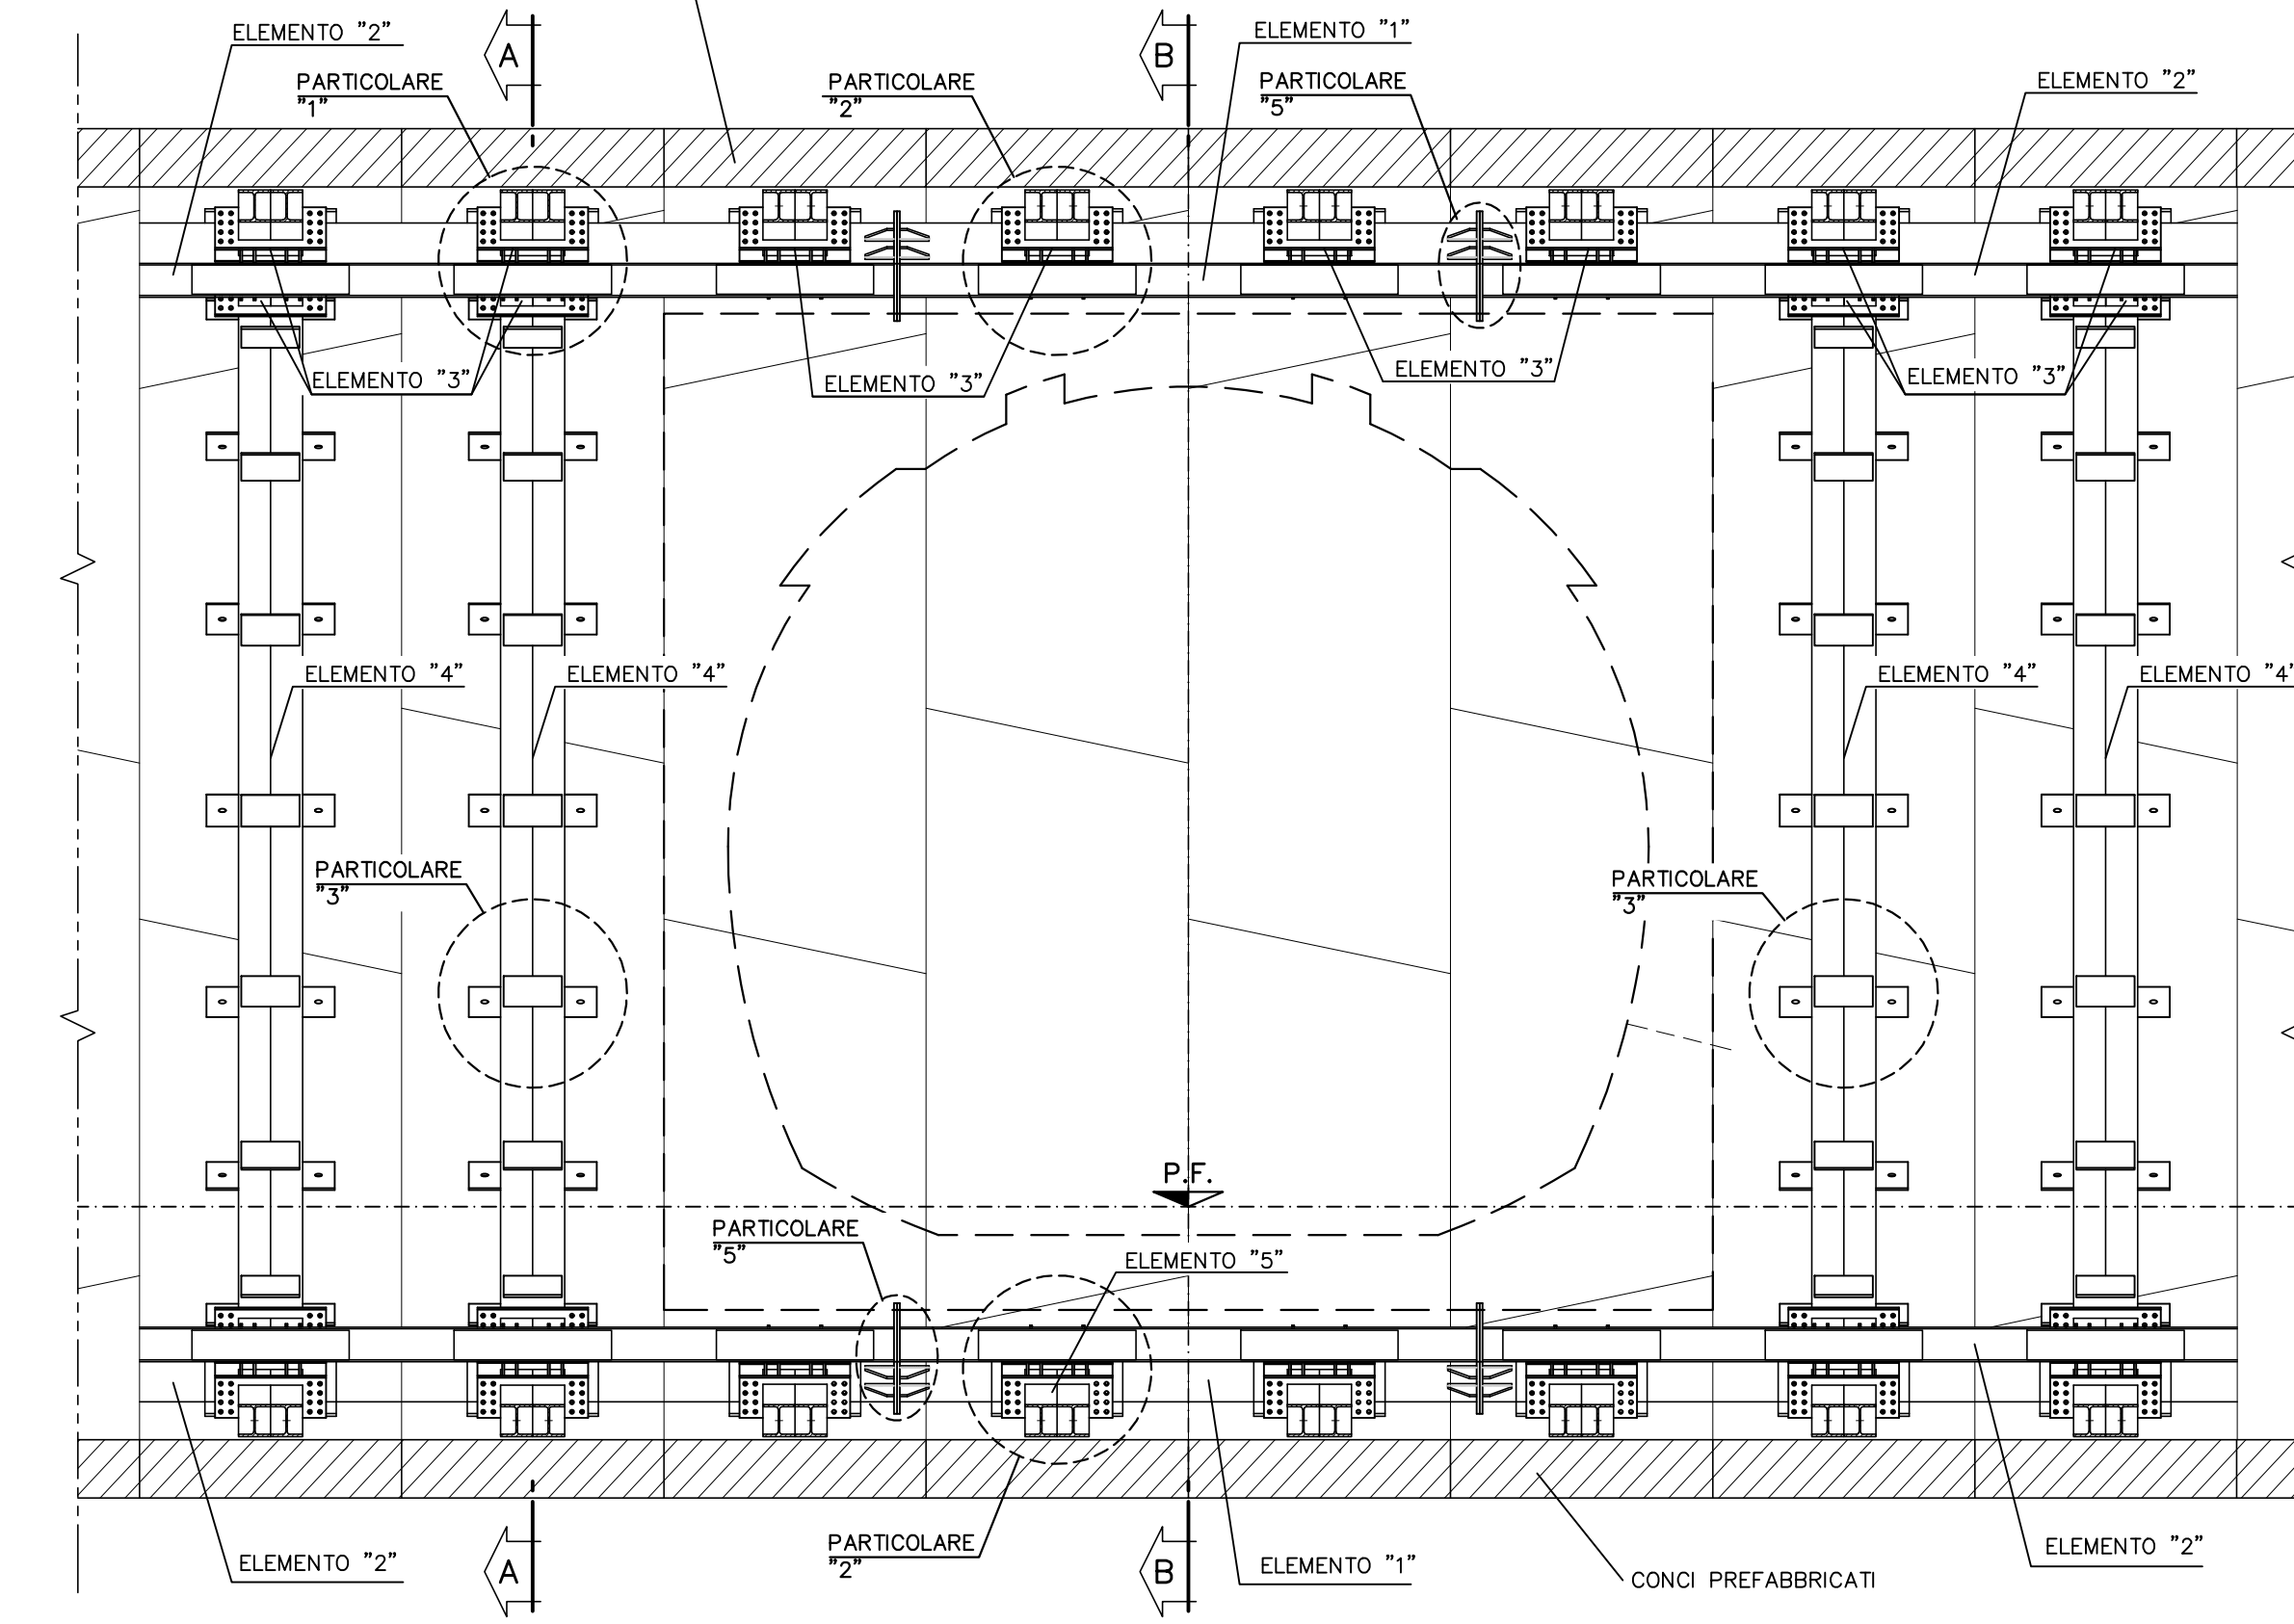 ELEMENTO "2"
A
B
ELEMENTO "1"
PARTICOLARE
"1"
PARTICOLARE
"2"
PARTICOLARE
"5"
ELEMENTO "2"
ELEMENTO "3"
ELEMENTO "3"
ELEMENTO "3"
ELEMENTO "3"
ELEMENTO "4"
ELEMENTO "4"
ELEMENTO "4"
ELEMENTO "4"
PARTICOLARE
"3"
PARTICOLARE
"3"
P.F.
PARTICOLARE
"5"
ELEMENTO "5"
ELEMENTO "2"
A
PARTICOLARE
"2"
B
ELEMENTO "1"
CONCI PREFABBRICATI
ELEMENTO "2"